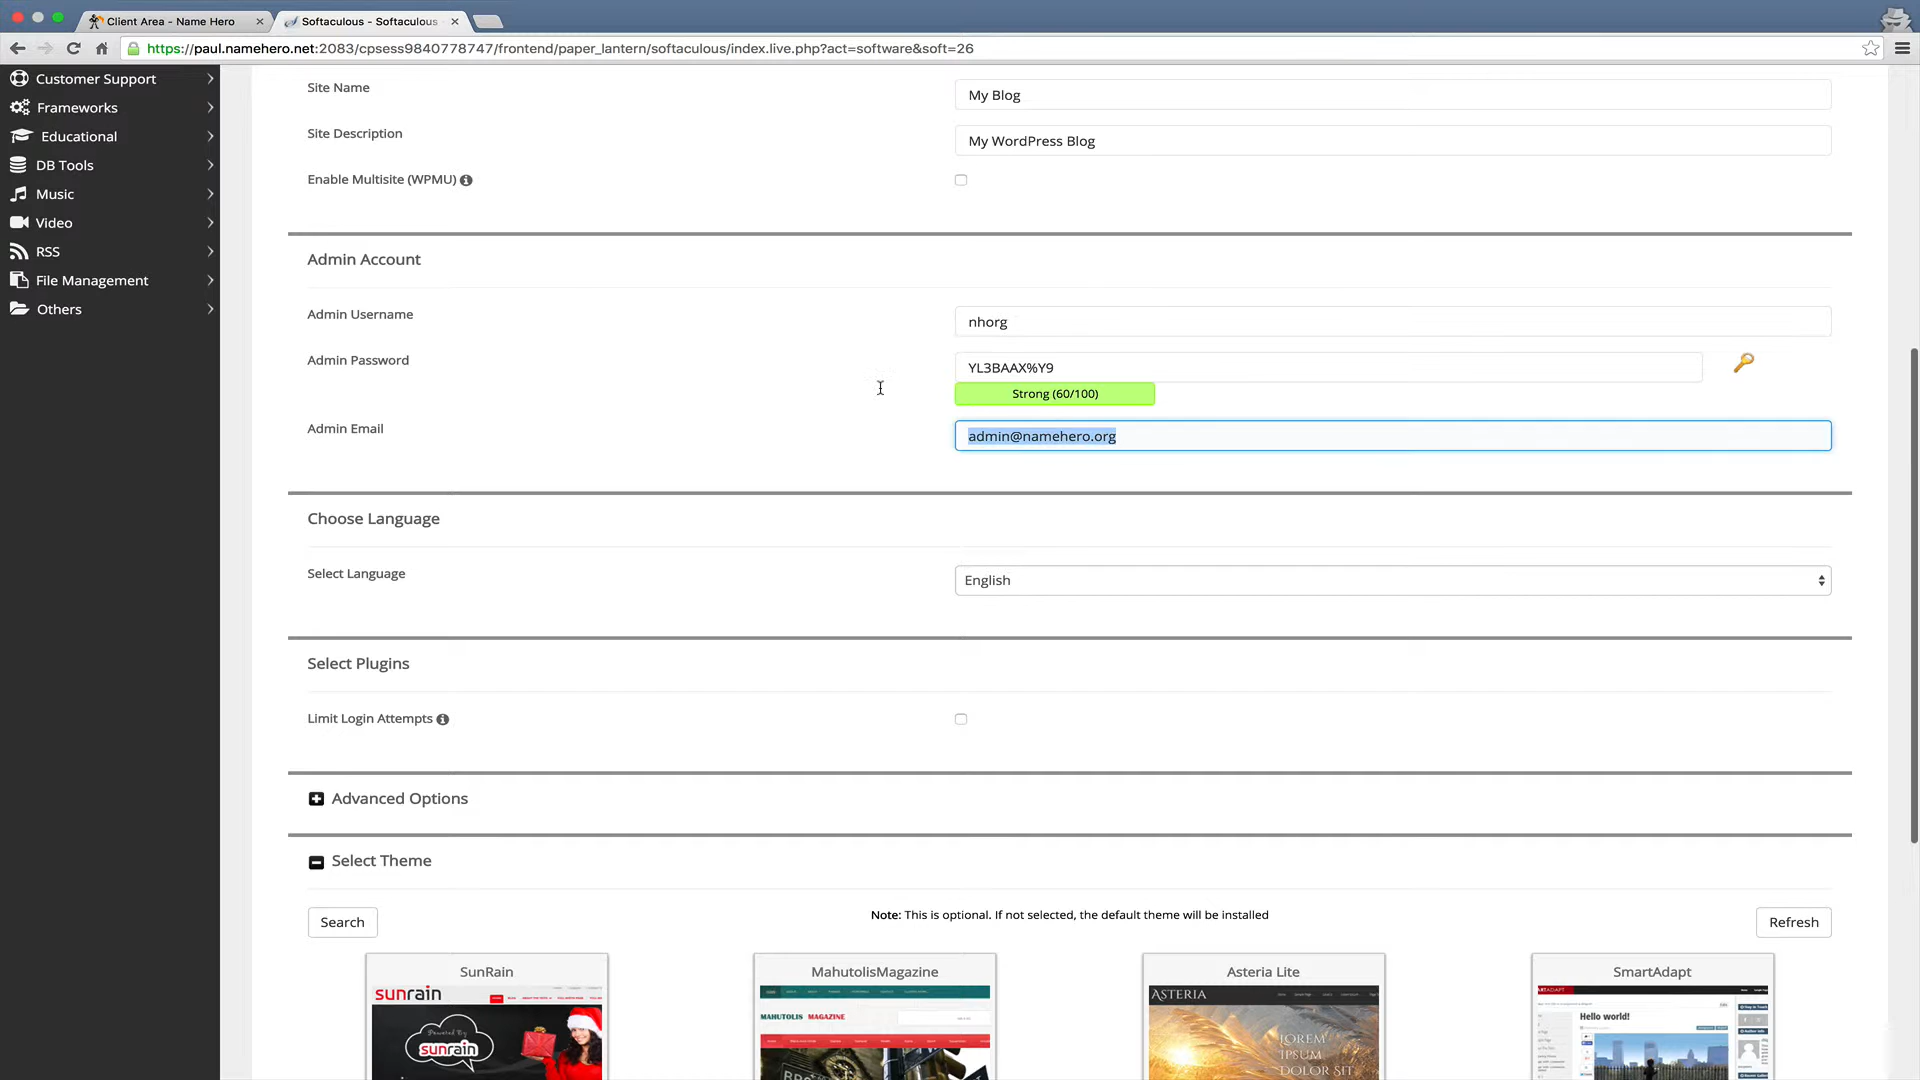 Client Area - Name Hero
Softaculous - Softaculous
https://paul.namehero.net:2083/cpsess9840778747/frontend/paper_lantern/softaculous/index.live.php?act=software&soft=26
Customer Support
Frameworks
Educational
DB Tools
Music
Video
RSS
File Management
Others
Site Name
My Blog
Site Description
My WordPress Blog
Enable Multisite (WPMU)
Admin Account
Admin Username
nhorg
Admin Password
YL3BAAX%Y9
Strong (60/100)
Admin Email
admin@namehero.org
Choose Language
Select Language
English
Select Plugins
Limit Login Attempts
Advanced Options
Select Theme
Search
Note: This is optional. If not selected, the default theme will be installed
Refresh
SunRain
MahutolisMagazine
Asteria Lite
SmartAdapt
sunrain
Powered By
sunrain
MAHUTOLIS MAGAZINE
ASTERIA
LOREM
IPSUM
DOLOR SIT
Hello world!